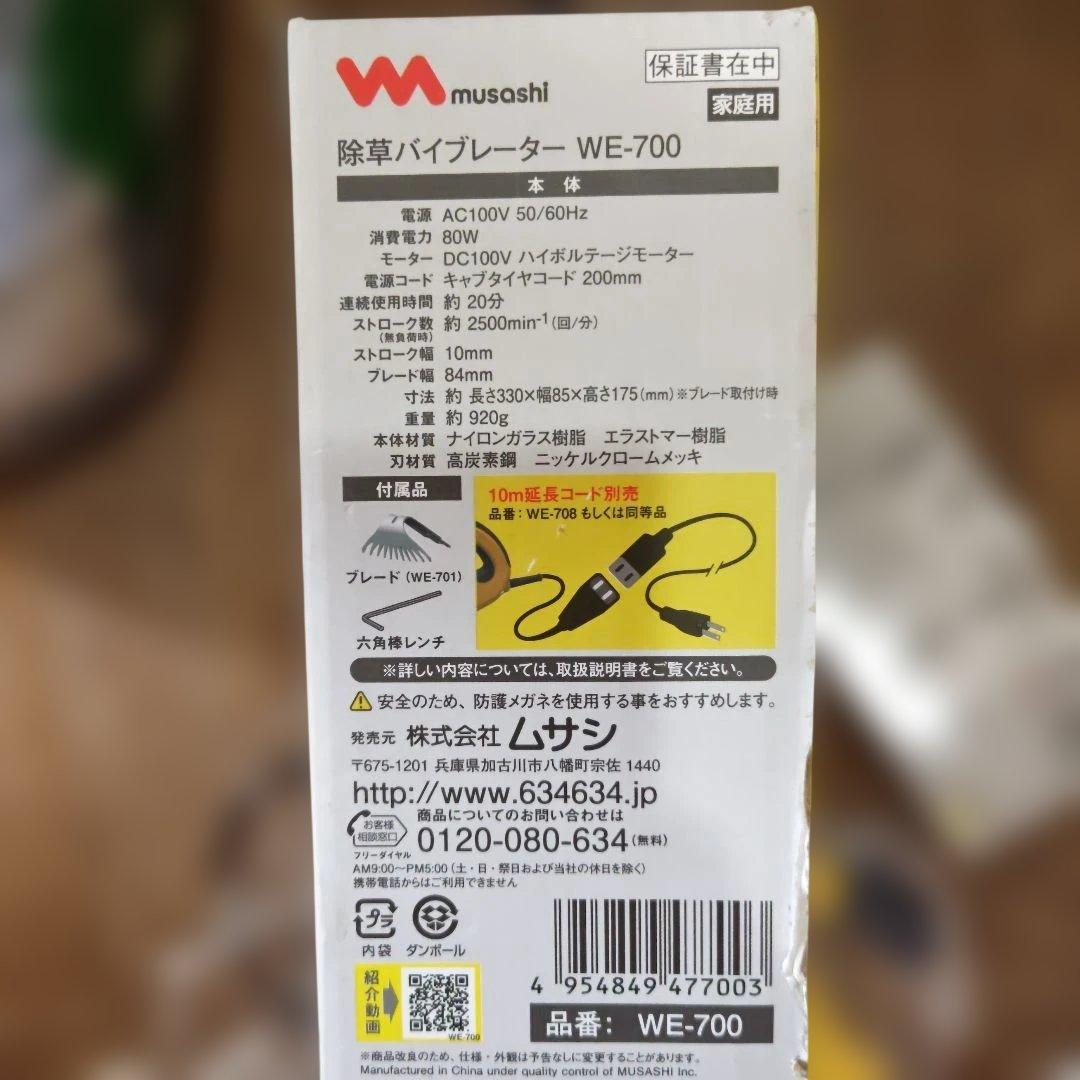 musashi
保証書在中
家庭用
除草バイブレーター WE-700
本 体
電源 AC100V 50/60Hz
消費電力 80W
モーター DC100V ハイボルテージモーター
電源コード キャブタイヤコード 200mm
連続使用時間 約 20分
ストローク数 約 2500min-1 (回/分)
(無負荷時)
ストローク幅 10mm
ブレード幅 84mm
寸法 約 長さ330×幅85×高さ175(mm)※ブレード取付け時
重量 約 920g
本体材質 ナイロンガラス樹脂 エラストマー樹脂
刃材質 高炭素鋼 ニッケルクロームメッキ
付属品
ブレード(WE-701)
六角棒レンチ
10m延長コード別売
品番：WE-708 もしくは同等品
※詳しい内容については、取扱説明書をご覧ください。
安全のため、防護メガネを使用する事をおすすめします。
発売元 株式会社 ムサシ
〒675-1201 兵庫県加古川市八幡町宗佐 1440
http://www.634634.jp
お客様
相談窓口
フリーダイヤル
商品についてのお問い合わせは
0120-080-634(無料)
AM9:00～PM5:00(土・日・祭日および当社の休日を除く)
携帯電話からはご利用できません
プラ
内袋 ダンボール
紹介動画
WE-700
4 954849 477003
品番： WE-700
※商品改良のため、仕様・外観は予告なしに変更することがあります。
Manufactured in China under quality control of MUSASHI Inc.